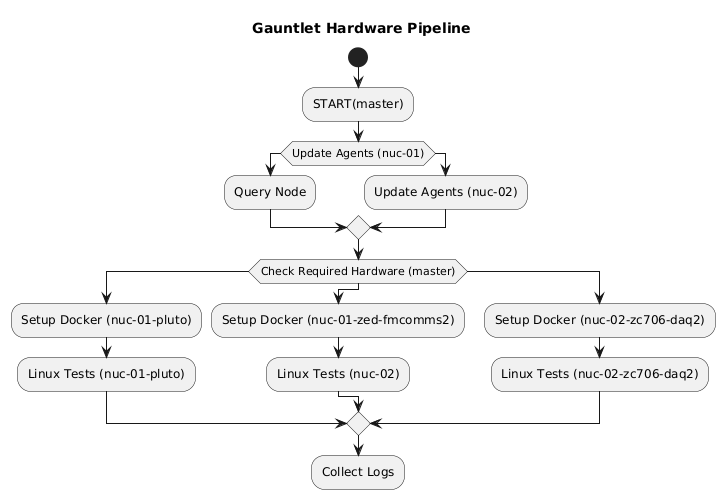 Gauntlet Hardware Pipeline
START(master)
Update Agents (nuc-01)
Query Node
Update Agents (nuc-02)
Check Required Hardware (master)
Setup Docker (nuc-01-pluto)
Setup Docker (nuc-01-zed-fmcomms2)
Setup Docker (nuc-02-zc706-daq2)
Linux Tests (nuc-01-pluto)
Linux Tests (nuc-02)
Linux Tests (nuc-02-zc706-daq2)
Collect Logs